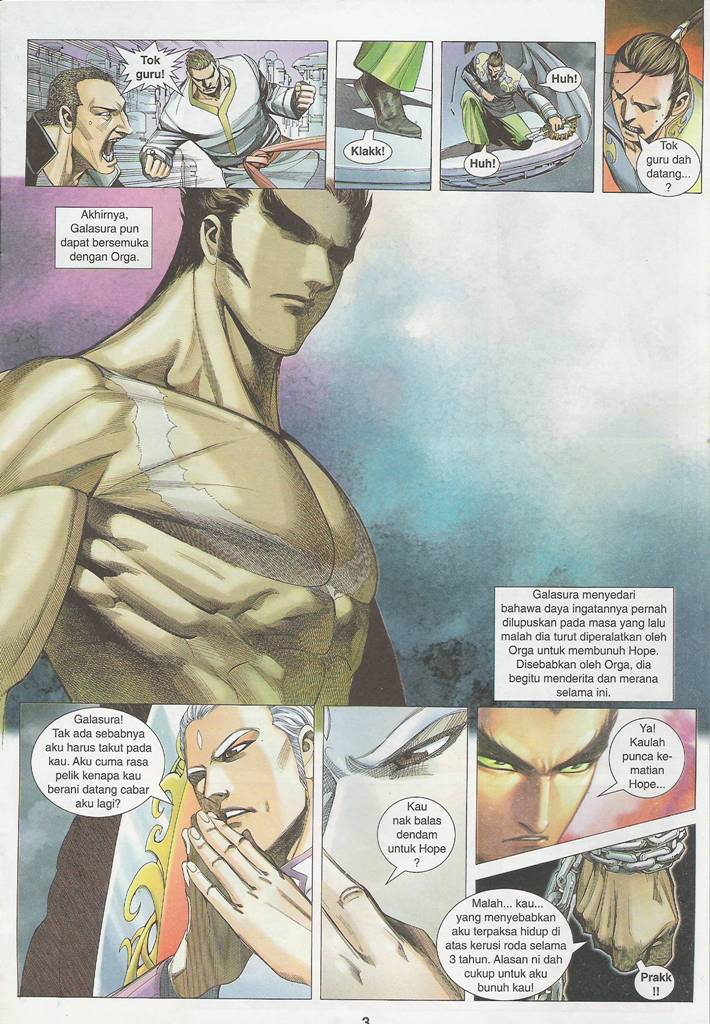 Tok
guru!
Klakk!
Huh!
Huh!
Tok
guru dah
datang...
?
Akhirnya,
Galasura pun
dapat bersemuka
dengan Orga.
Galasura menyedari
bahawa daya ingatannya pernah
dilupuskan pada masa yang lalu
malah dia turut diperalatkan oleh
Orga untuk membunuh Hope.
Disebabkan oleh Orga, dia
begitu menderita dan merana
selama ini.
Galasura!
Tak ada sebabnya
aku harus takut pada
kau. Aku cuma rasa
pelik kenapa kau
berani datang cabar
aku lagi?
Kau
nak balas
dendam
untuk Hope
?
Ya!
Kaulah
punca ke-
matian
Hope...
Malah... kau...
yang menyebabkan
aku terpaksa hidup di
atas kerusi roda selama
3 tahun. Alasan ni dah
cukup untuk aku
bunuh kau!
Prakk
!!
3